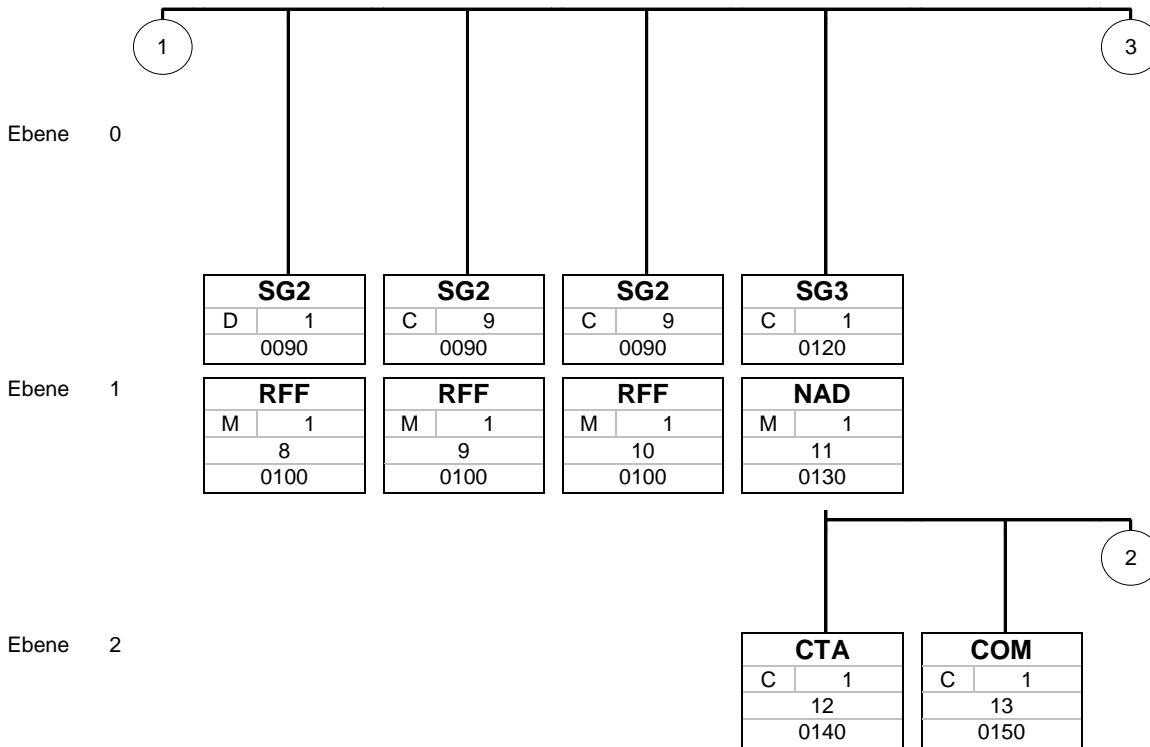 1 3
Ebene 0
SG2 SG2 SG2 SG3
D 1 C 9 C 9 C 1
0090 0090 0090 0120
Ebene 1
RFF RFF RFF NAD
M 1 M 1 M 1 M 1
8 9 10 11
0100 0100 0100 0130
2
Ebene 2
CTA COM
C 1 C 1
12 13
0140 0150